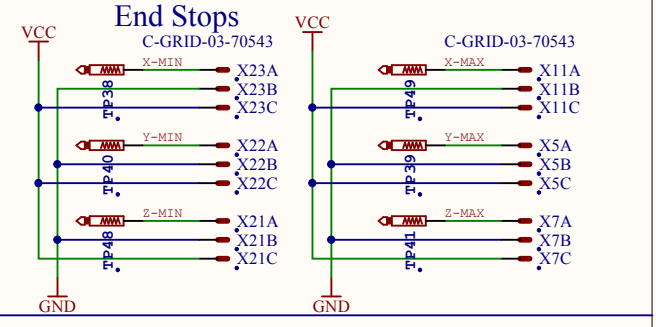 End Stops
VCC
C-GRID-03-70543
X-MIN
X23A
X23B
X23C
TP38
Y-MIN
X22A
X22B
X22C
TP40
Z-MIN
X21A
X21B
X21C
TP48
GND
VCC
C-GRID-03-70543
X-MAX
X11A
X11B
X11C
TP49
Y-MAX
X5A
X5B
X5C
TP39
Z-MAX
X7A
X7B
X7C
TP41
GND